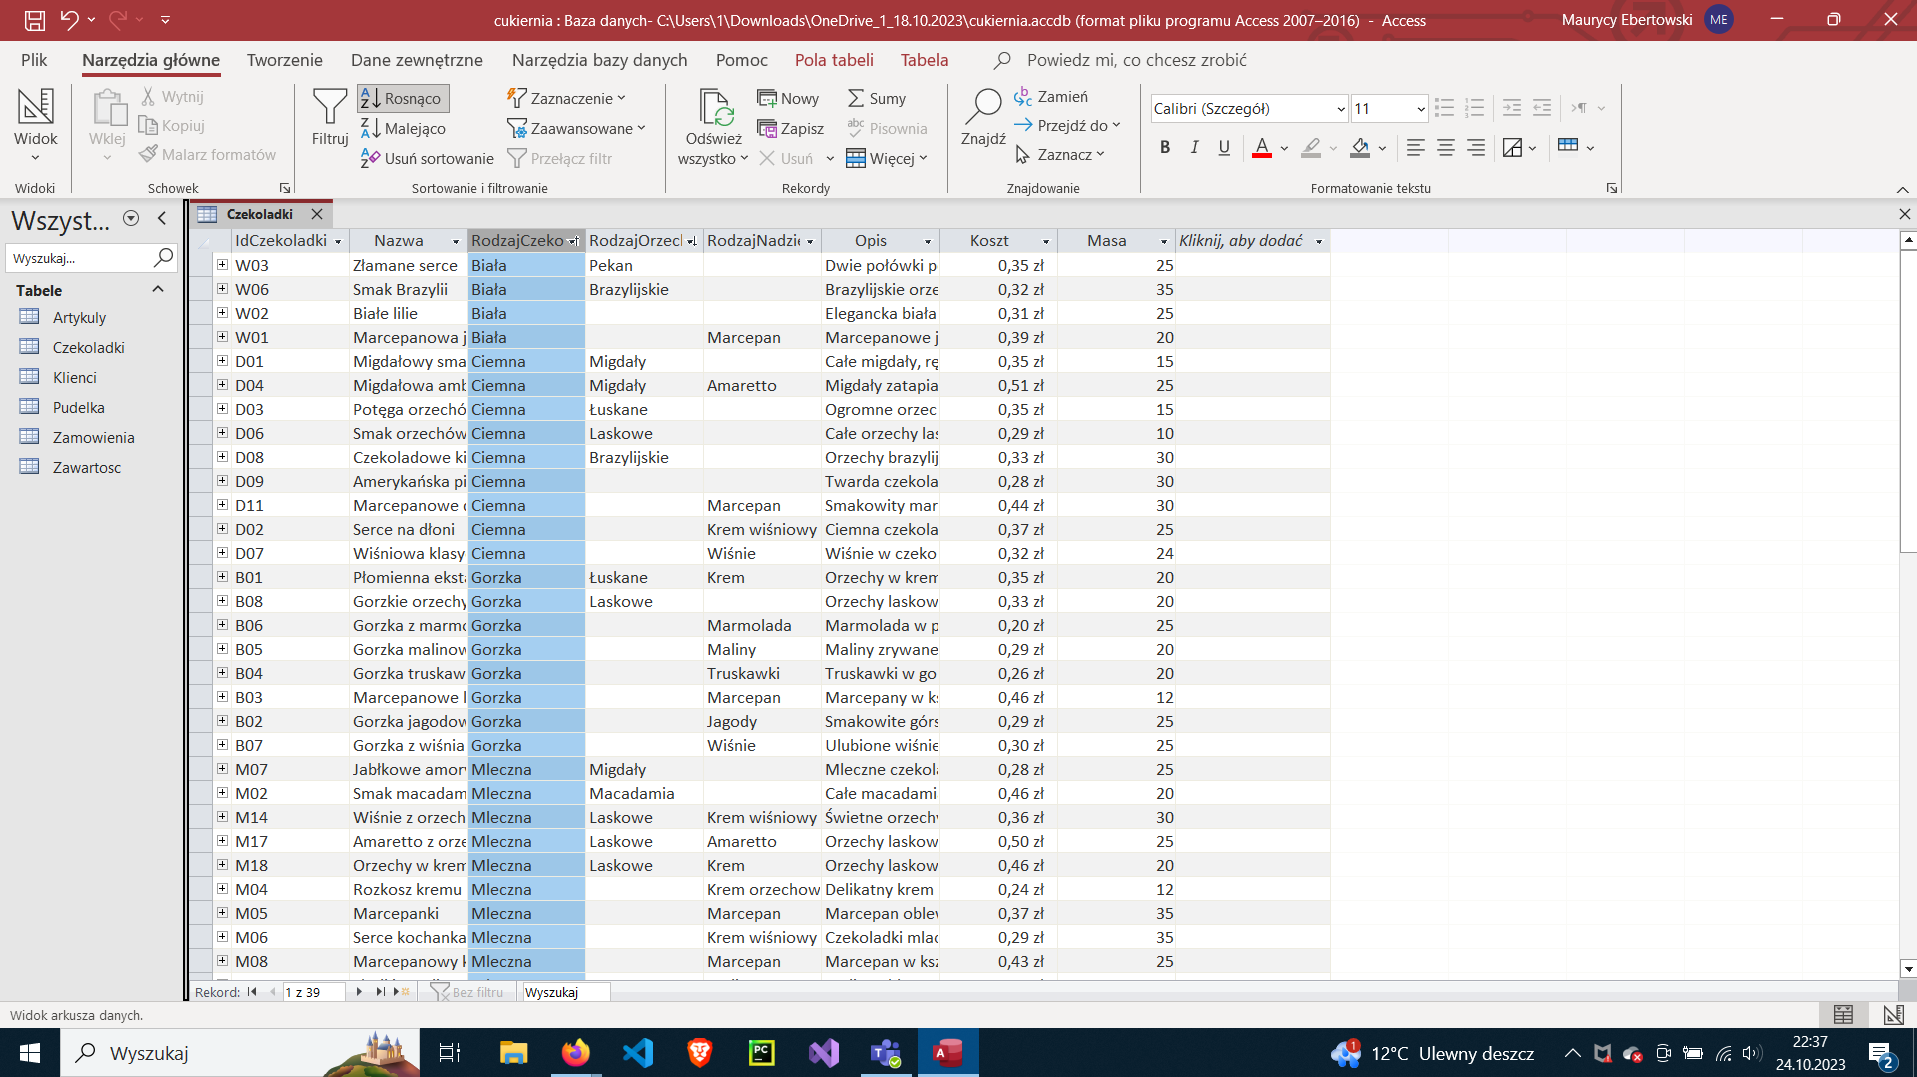 cukiernia : Baza danych- C:\Users\1\Downloads\OneDrive_1_18.10.2023\cukiernia.accdb (format pliku programu Access 2007–2016) - Access
Maurycy Ebertowski ME
Plik Narzędzia główne Tworzenie Dane zewnętrzne Narzędzia bazy danych Pomoc Pola tabeli Tabela Powiedz mi, co chcesz zrobić
Widok
Widoki
Wklej
Wytnij
Kopiuj
Malarz formatów
Schowek
Filtruj
Rosnąco
Malejąco
Usuń sortowanie
Zaznaczenie
Zaawansowane
Przełącz filtr
Sortowanie i filtrowanie
Odśwież
wszystko
Nowy
Zapisz
Usuń
Sumy
Pisownia
Więcej
Rekordy
Znajdź
Zamień
Przejdź do
Zaznacz
Znajdowanie
Calibri (Szczegół) 11
B I U A
Formatowanie tekstu
Wszyst...
Wyszukaj...
Tabele
Artykuly
Czekoladki
Klienci
Pudelka
Zamowienia
Zawartosc
Czekoladki
IdCzekoladki Nazwa RodzajCzeko RodzajOrzech RodzajNadzie Opis Koszt Masa Kliknij, aby dodać
W03 Złamane serce Biała Pekan Dwie połówki p 0,35 zł 25
W06 Smak Brazylii Biała Brazylijskie Brazylijskie orze 0,32 zł 35
W02 Białe lilie Biała Elegancka biała 0,31 zł 25
W01 Marcepanowa j Biała Marcepan Marcepanowe j 0,39 zł 20
D01 Migdałowy sma Ciemna Migdały Całe migdały, rę 0,35 zł 15
D04 Migdałowa amb Ciemna Migdały Amaretto Migdały zatapia 0,51 zł 25
D03 Potęga orzechó Ciemna Łuskane Ogromne orzec 0,35 zł 15
D06 Smak orzechów Ciemna Laskowe Całe orzechy las 0,29 zł 10
D08 Czekoladowe ki Ciemna Brazylijskie Orzechy brazylij 0,33 zł 30
D09 Amerykańska pi Ciemna Twarda czekola 0,28 zł 30
D11 Marcepanowe Ciemna Marcepan Smakowity mar 0,44 zł 30
D02 Serce na dłoni Ciemna Krem wiśniowy Ciemna czekola 0,37 zł 25
D07 Wiśniowa klasy Ciemna Wiśnie Wiśnie w czeko 0,32 zł 24
B01 Płomienna eksta Gorzka Łuskane Krem Orzechy w krem 0,35 zł 20
B08 Gorzkie orzechy Gorzka Laskowe Orzechy laskow 0,33 zł 20
B06 Gorzka z marmo Gorzka Marmolada Marmolada w p 0,20 zł 25
B05 Gorzka malinow Gorzka Maliny Maliny zrywane 0,29 zł 20
B04 Gorzka truskaw Gorzka Truskawki Truskawki w go 0,26 zł 20
B03 Marcepanowe Gorzka Marcepan Marcepany w ks 0,46 zł 12
B02 Gorzka jagodow Gorzka Jagody Smakowite górs 0,29 zł 25
B07 Gorzka z wiśnia Gorzka Wiśnie Ulubione wiśnie 0,30 zł 25
M07 Jabłkowe amory Mleczna Migdały Mleczne czekola 0,28 zł 25
M02 Smak macadam Mleczna Macadamia Całe macadami 0,46 zł 20
M14 Wiśnie z orzech Mleczna Laskowe Krem wiśniowy Świetne orzechy 0,36 zł 30
M17 Amaretto z orze Mleczna Laskowe Amaretto Orzechy laskow 0,50 zł 25
M18 Orzechy w krem Mleczna Laskowe Krem Orzechy laskow 0,46 zł 20
M04 Rozkosz kremu Mleczna Krem orzechow Delikatny krem 0,24 zł 12
M05 Marcepanki Mleczna Marcepan Marcepan oblew 0,37 zł 35
M06 Serce kochanka Mleczna Krem wiśniowy Czekoladki mlac 0,29 zł 35
M08 Marcepanowy k Mleczna Marcepan Marcepan w ksz 0,43 zł 25
Rekord: 1 z 39 Bez filtru Wyszukaj
Widok arkusza danych.
Wyszukaj
12°C Ulewny deszcz
22:37
24.10.2023
2